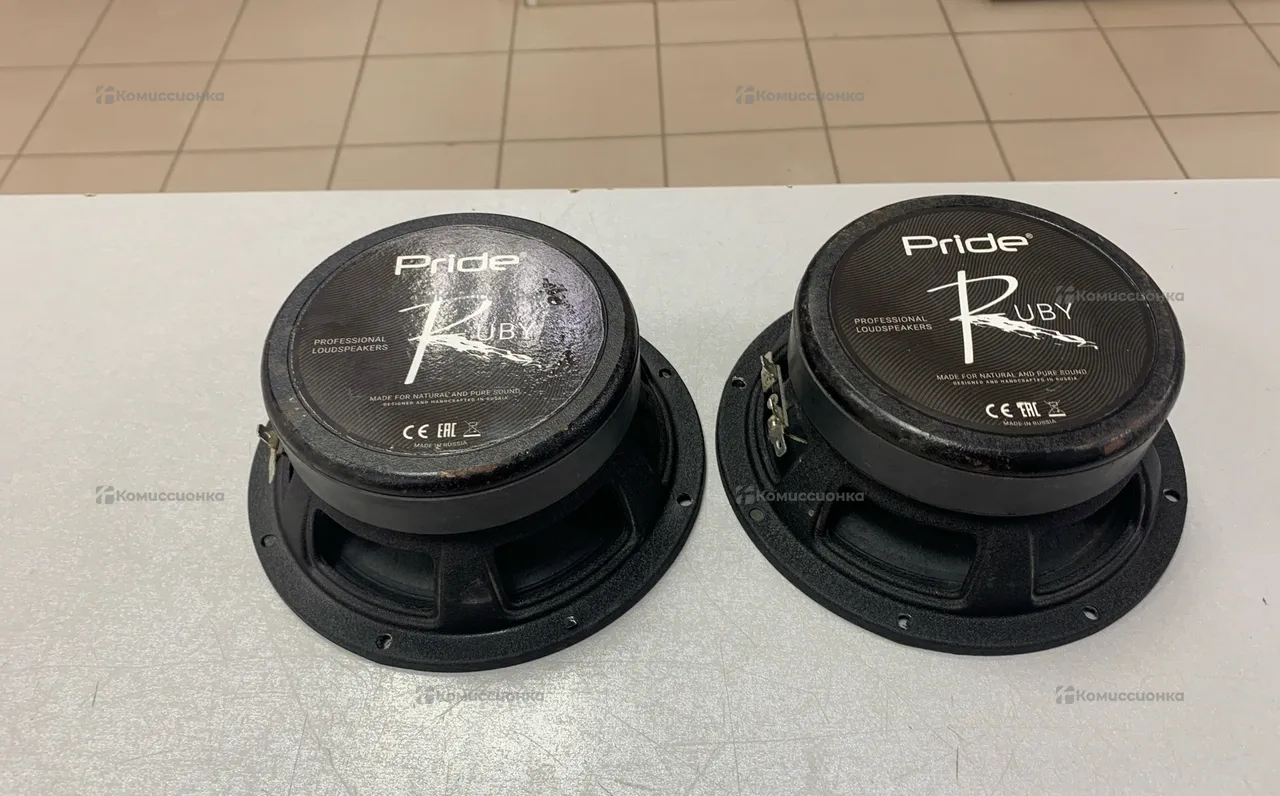 Комиссионка
Комиссионка
Pride®
RUBY
PROFESSIONAL
LOUDSPEAKERS
MADE FOR NATURAL AND PURE SOUND
DESIGNED AND HANDCRAFTED IN RUSSIA
CE EAC
MADE IN RUSSIA
Pride®
RUBY
PROFESSIONAL
LOUDSPEAKERS
MADE FOR NATURAL AND PURE SOUND
DESIGNED AND HANDCRAFTED IN RUSSIA
CE EAC
MADE IN RUSSIA
Комиссионка
Комиссионка
Комиссионка
Комиссионка
Комиссионка